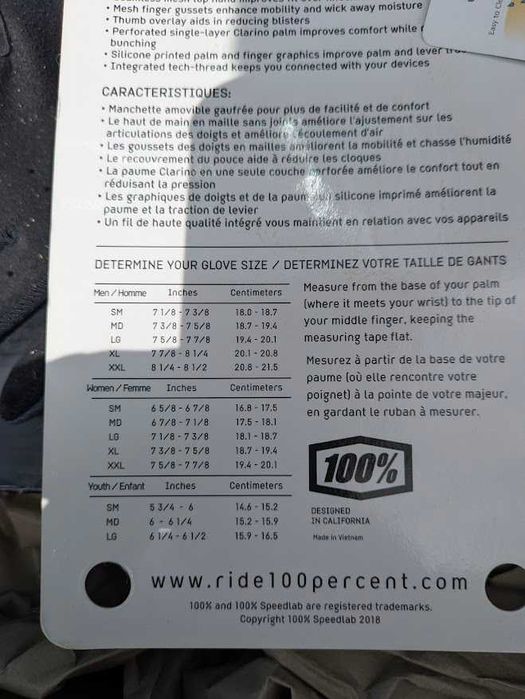 • Mesh finger gussets enhance mobility and wick away moisture
• Thumb overlay aids in reducing blisters
• Perforated single-layer Clarino palm improves comfort while
bunching
• Silicone printed palm and finger graphics improve palm and lever
• Integrated tech-thread keeps you connected with your devices
CARACTERISTIQUES:
• Manchette amovible gaufrée pour plus de facilité et de confort
• Le haut de main en maille sans joints améliore l'ajustement sur les
articulations des doigts et améliore l'écoulement d'air
• Les goussets des doigts en mailles améliorent la mobilité et chasse l'humidité
• Le recouvrement du pouce aide à réduire les cloques
• La paume Clarino en une seule couche perforée améliore le confort tout en
réduisant la pression
• Les graphiques de doigts et de la paume silicone imprimé améliorent la
paume et la traction de levier
• Un fil de haute qualité intégré vous maintient en relation avec vos appareils
DETERMINE YOUR GLOVE SIZE / DETERMINEZ VOTRE TAILLE DE GANTS
Men / Homme Inches Centimeters
SM 7 1/8 - 7 3/8 18.0 - 18.7
MD 7 3/8 - 7 5/8 18.7 - 19.4
LG 7 5/8 - 7 7/8 19.4 - 20.1
XL 7 7/8 - 8 1/4 20.1 - 20.8
XXL 8 1/4 - 8 1/2 20.8 - 21.5
Women / Femme Inches Centimeters
SM 6 5/8 - 6 7/8 16.8 - 17.5
MD 6 7/8 - 7 1/8 17.5 - 18.1
LG 7 1/8 - 7 3/8 18.1 - 18.7
XL 7 3/8 - 7 5/8 18.7 - 19.4
XXL 7 5/8 - 7 7/8 19.4 - 20.1
Youth / Enfant Inches Centimeters
SM 5 3/4 - 6 14.6 - 15.2
MD 6 - 6 1/4 15.2 - 15.9
LG 6 1/4 - 6 1/2 15.9 - 16.5
Measure from the base of your palm
(where it meets your wrist) to the tip of
your middle finger, keeping the
measuring tape flat.
Mesurez à partir de la base de votre
paume (où elle rencontre votre
poignet) à la pointe de votre majeur,
en gardant le ruban à mesurer.
100%
DESIGNED
IN CALIFORNIA
Made in Vietnam
www.ride100percent.com
100% and 100% Speedlab are registered trademarks.
Copyright 100% Speedlab 2018
Easy to